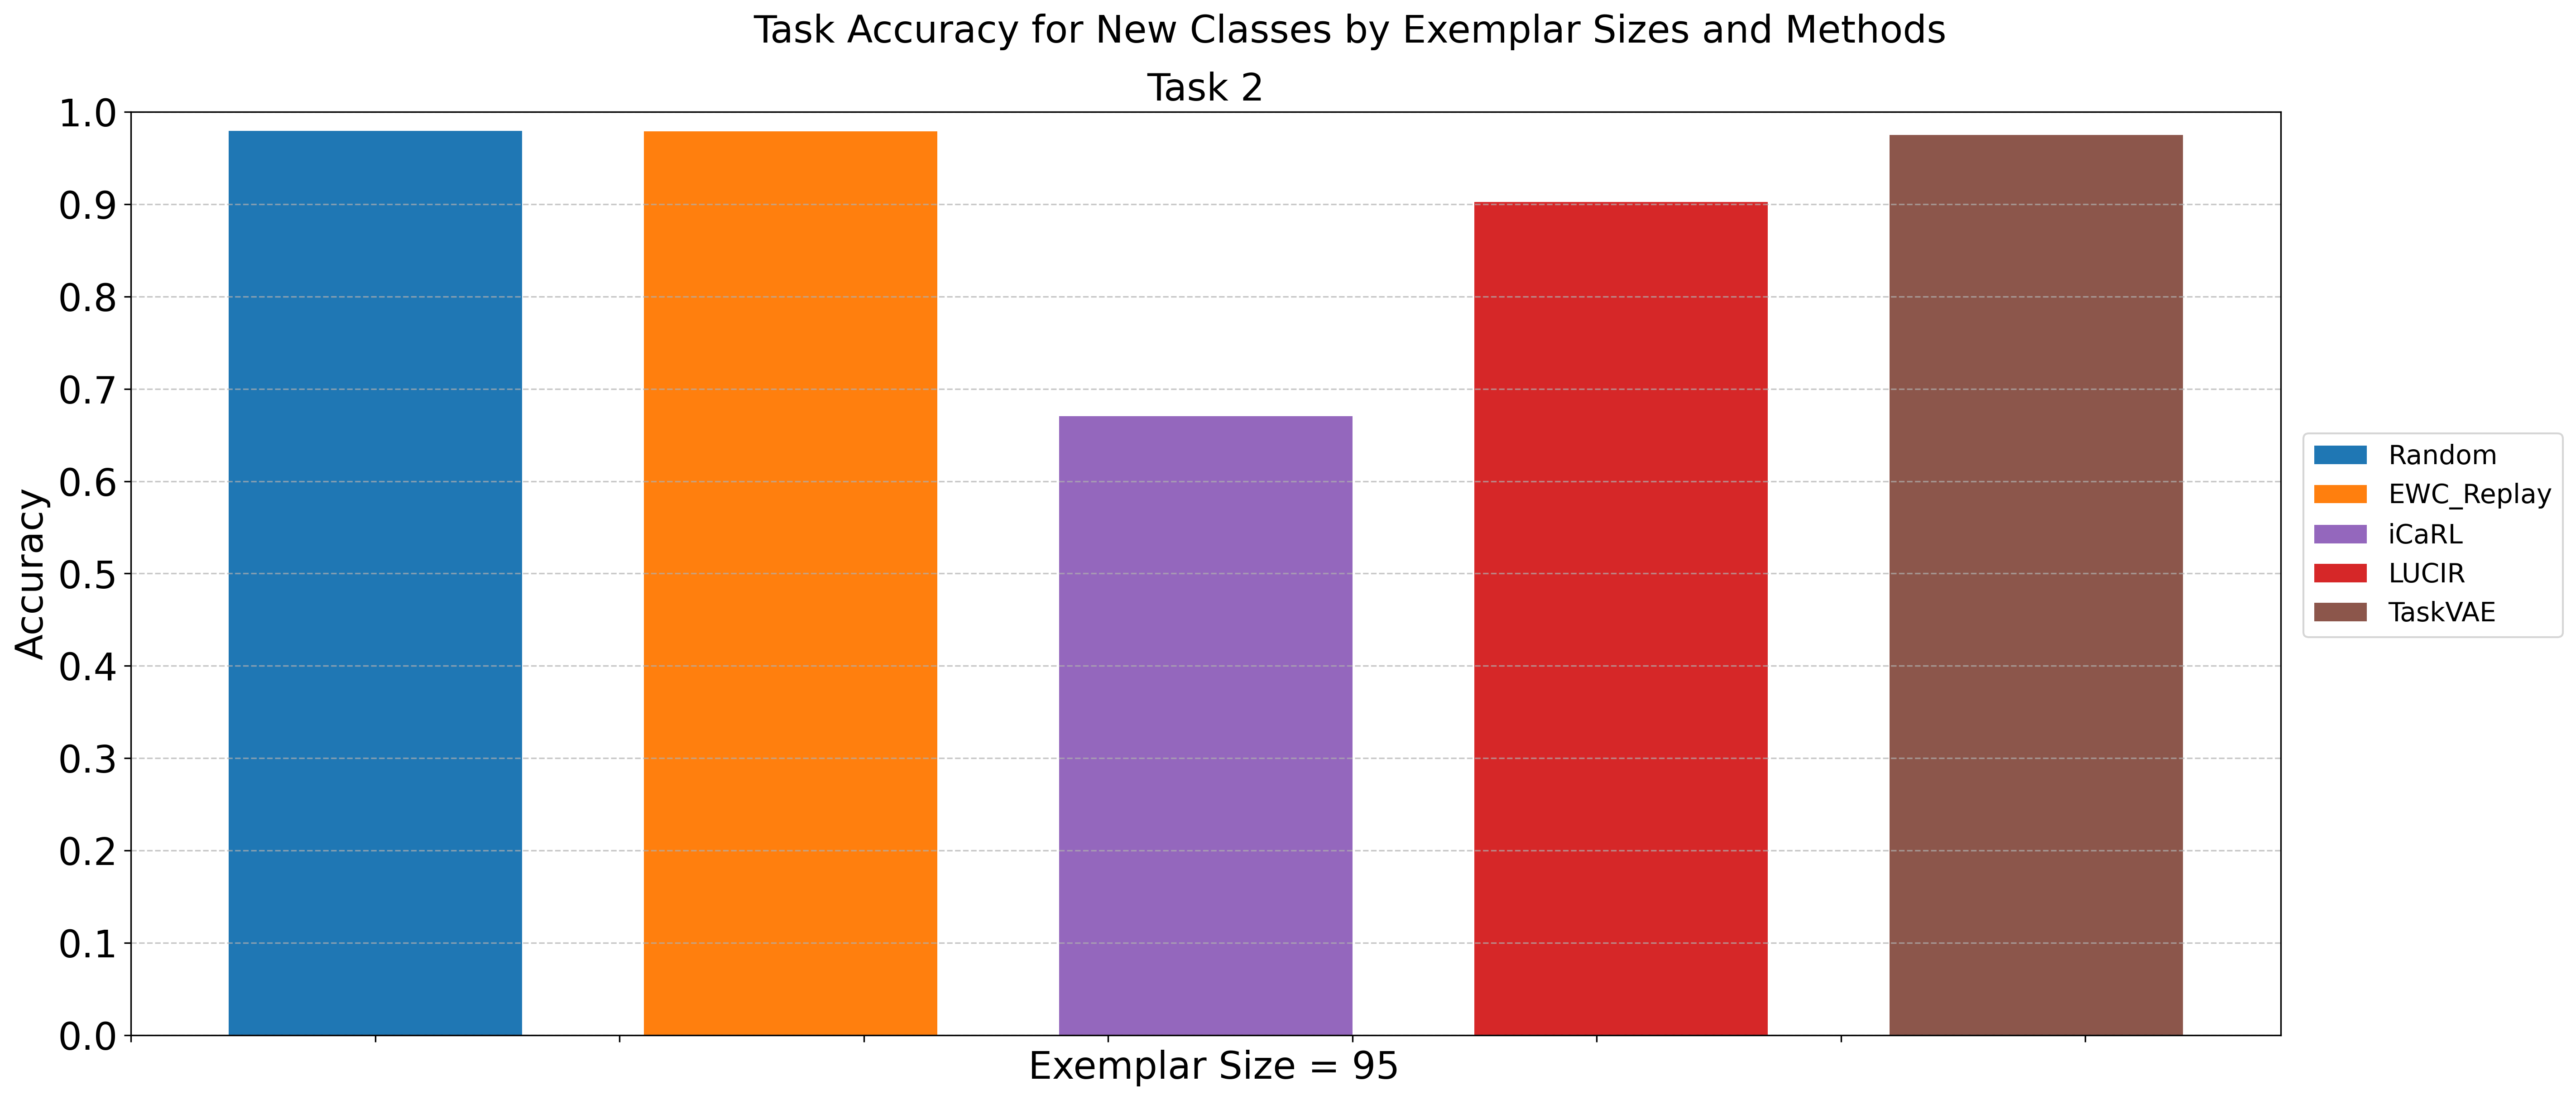 Task Accuracy for New Classes by Exemplar Sizes and Methods
Task 2
1.0
0.9
0.8
0.7
0.6
0.5
0.4
0.3
0.2
0.1
0.0
Accuracy
Exemplar Size = 95
Random
EWC_Replay
iCaRL
LUCIR
TaskVAE